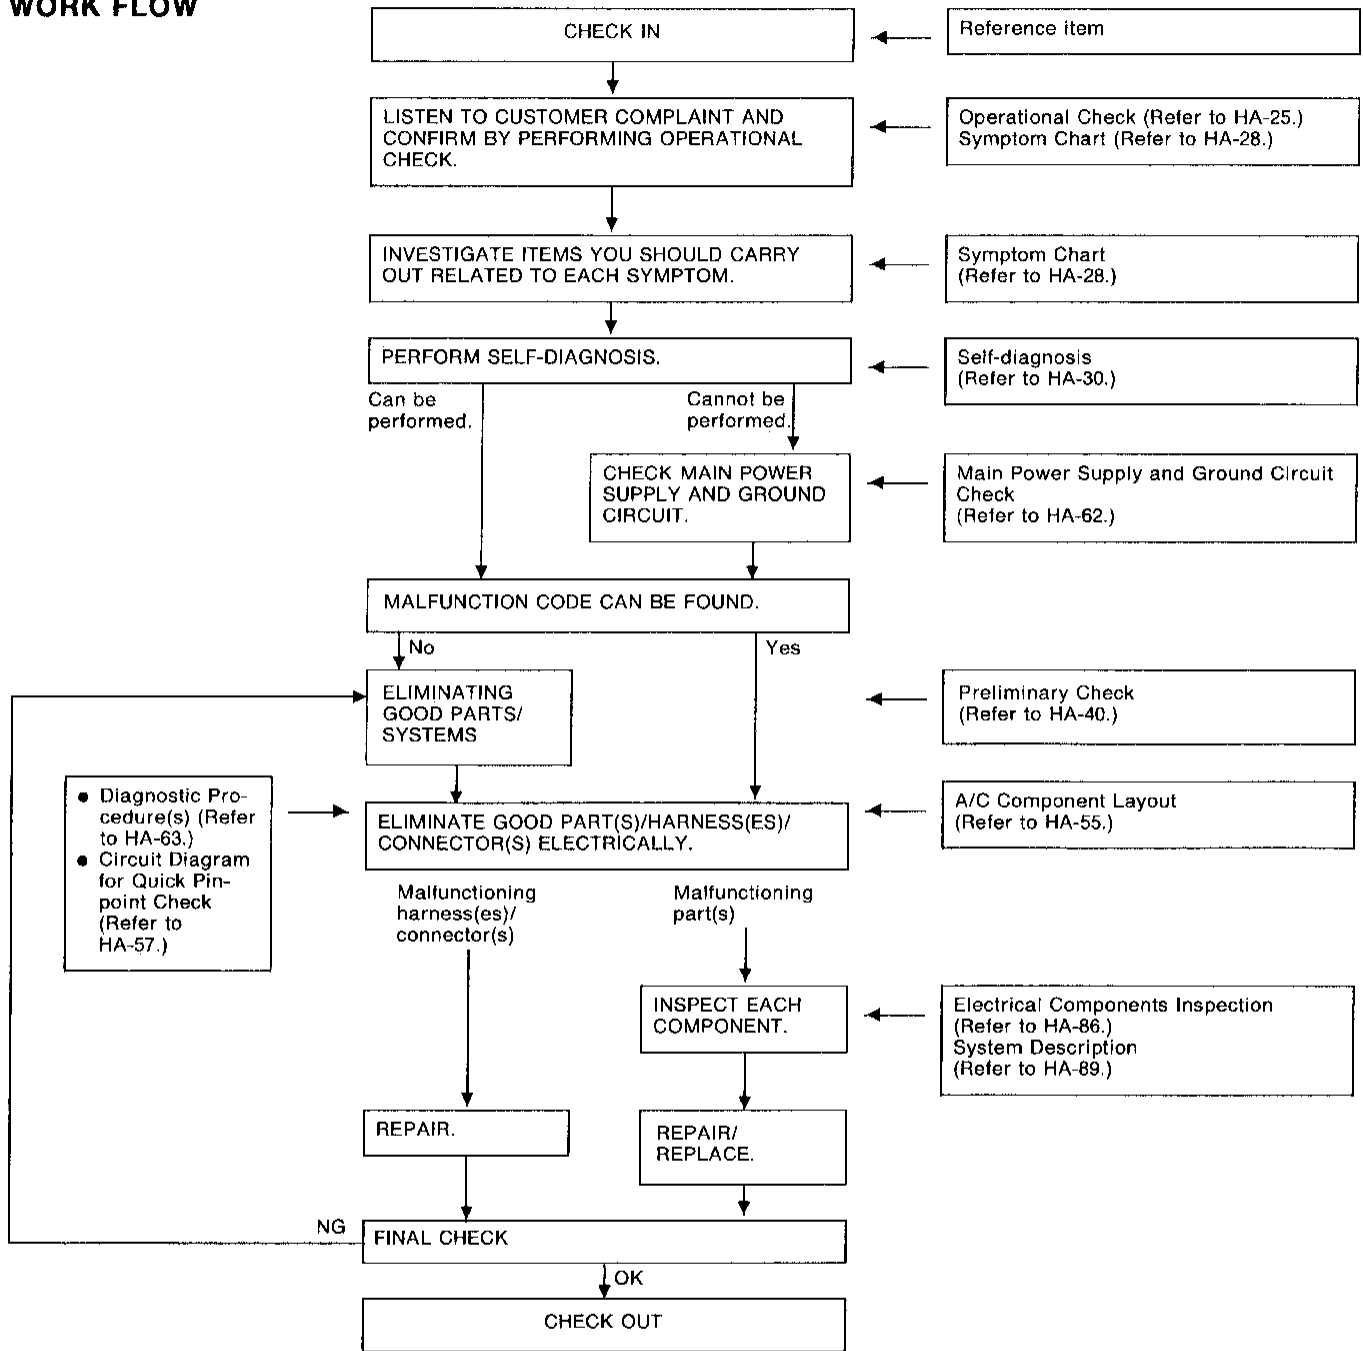 WORK FLOW
CHECK IN
Reference item
LISTEN TO CUSTOMER COMPLAINT AND
CONFIRM BY PERFORMING OPERATIONAL
CHECK.
Operational Check (Refer to HA-25.)
Symptom Chart (Refer to HA-28.)
INVESTIGATE ITEMS YOU SHOULD CARRY
OUT RELATED TO EACH SYMPTOM.
Symptom Chart
(Refer to HA-28.)
PERFORM SELF-DIAGNOSIS.
Self-diagnosis
(Refer to HA-30.)
Can be
performed.
Cannot be
performed.
CHECK MAIN POWER
SUPPLY AND GROUND
CIRCUIT.
Main Power Supply and Ground Circuit
Check
(Refer to HA-62.)
MALFUNCTION CODE CAN BE FOUND.
No
Yes
ELIMINATING
GOOD PARTS/
SYSTEMS
Preliminary Check
(Refer to HA-40.)
● Diagnostic Pro-
cedure(s) (Refer
to HA-63.)
● Circuit Diagram
for Quick Pin-
point Check
(Refer to
HA-57.)
ELIMINATE GOOD PART(S)/HARNESS(ES)/
CONNECTOR(S) ELECTRICALLY.
A/C Component Layout
(Refer to HA-55.)
Malfunctioning
harness(es)/
connector(s)
Malfunctioning
part(s)
INSPECT EACH
COMPONENT.
Electrical Components Inspection
(Refer to HA-86.)
System Description
(Refer to HA-89.)
REPAIR.
REPAIR/
REPLACE.
NG
FINAL CHECK
OK
CHECK OUT